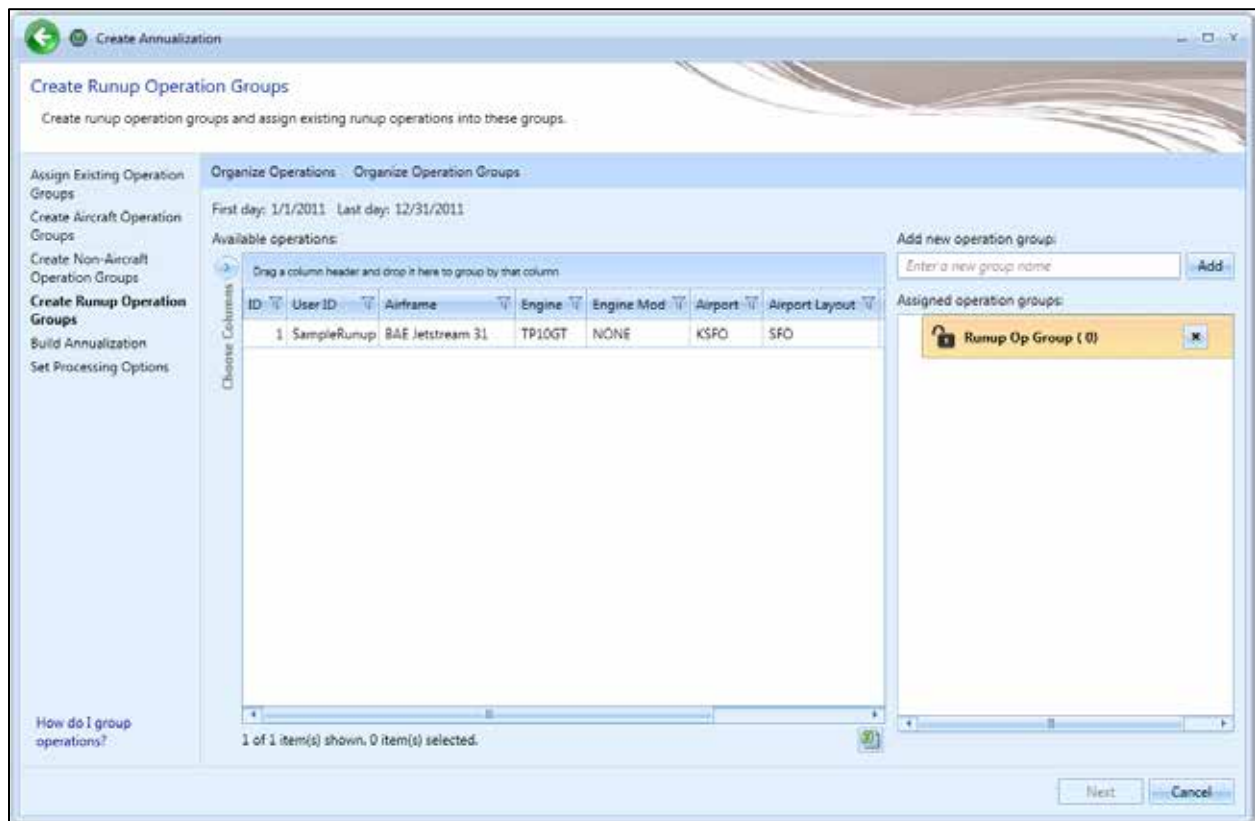 Create Annualization
Create Runup Operation Groups
Create runup operation groups and assign existing runup operations into these groups.
Assign Existing Operation
Groups
Create Aircraft Operation
Groups
Create Non-Aircraft
Operation Groups
Create Runup Operation
Groups
Build Annualization
Set Processing Options
How do I group
operations?
Organize Operations Organize Operation Groups
First day: 1/1/2011 Last day: 12/31/2011
Available operations:
Choose Columns
Drag a column header and drop it here to group by that column
ID User ID Airframe Engine Engine Mod Airport Airport Layout
1 SampleRunup BAE Jetstream 31 TP10GT NONE KSFO SFO
1 of 1 item(s) shown. 0 item(s) selected.
Add new operation group:
Enter a new group name Add
Assigned operation groups:
Runup Op Group ( 0)
Next Cancel